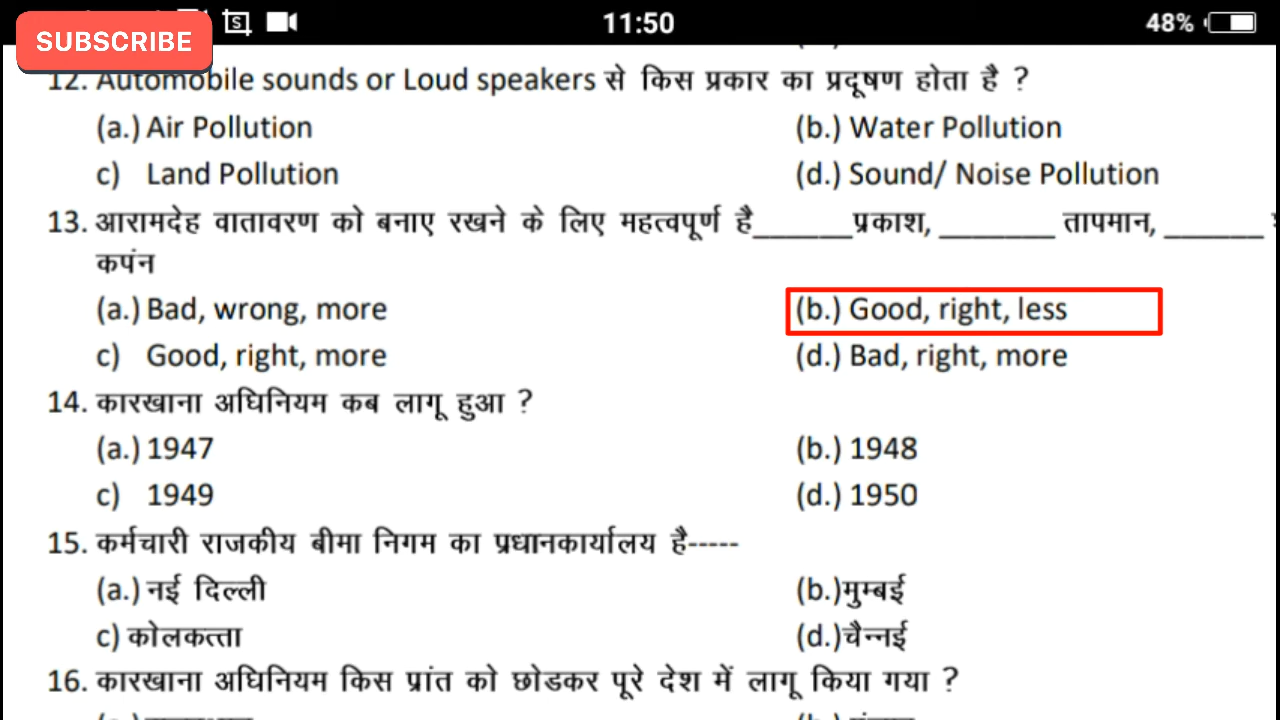 11:50
48%
SUBSCRIBE
12. Automobile sounds or Loud speakers से किस प्रकार का प्रदूषण होता है ?
(a.) Air Pollution (b.) Water Pollution
c) Land Pollution (d.) Sound/ Noise Pollution
13. आरामदेह वातावरण को बनाए रखने के लिए महत्वपूर्ण है______प्रकाश, _______ तापमान, ______
कपंन
(a.) Bad, wrong, more (b.) Good, right, less
c) Good, right, more (d.) Bad, right, more
14. कारखाना अधिनियम कब लागू हुआ ?
(a.) 1947 (b.) 1948
c) 1949 (d.) 1950
15. कर्मचारी राजकीय बीमा निगम का प्रधानकार्यालय है-----
(a.) नई दिल्ली (b.)मुम्बई
c) कोलकत्ता (d.)चैन्नई
16. कारखाना अधिनियम किस प्रांत को छोडकर पूरे देश में लागू किया गया ?